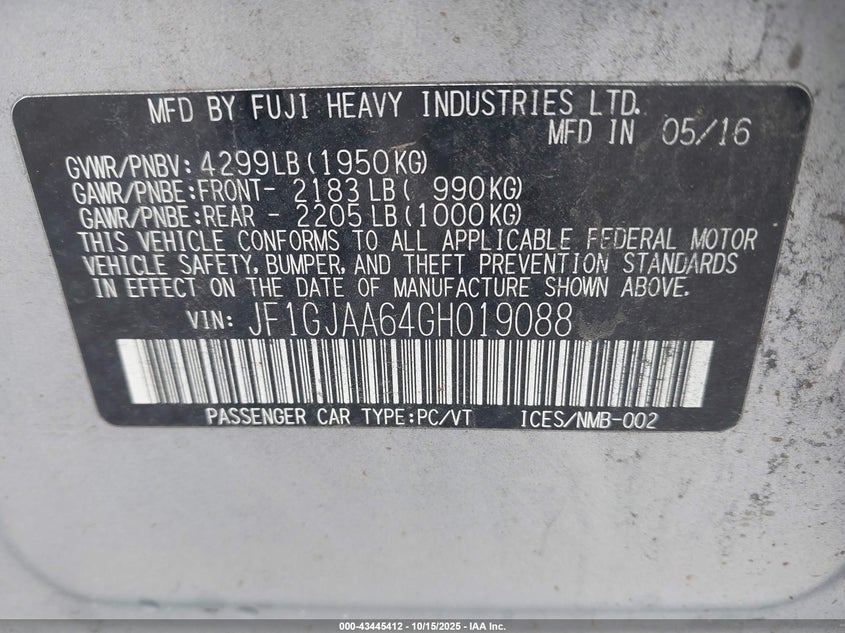 MFD BY FUJI HEAVY INDUSTRIES LTD.
MFD IN 05/16
GVWR/PNBV: 4299LB(1950KG)
GAWR/PNBE:FRONT- 2183 LB( 990KG)
GAWR/PNBE:REAR - 2205 LB(1000KG)
THIS VEHICLE CONFORMS TO ALL APPLICABLE FEDERAL MOTOR
VEHICLE SAFETY, BUMPER, AND THEFT PREVENTION STANDARDS
IN EFFECT ON THE DATE OF MANUFACTURE SHOWN ABOVE.
VIN: JF1GJAA64GH019088
PASSENGER CAR TYPE:PC/VT ICES/NMB-002
000-43445412 - 10/15/2025 - IAA Inc.